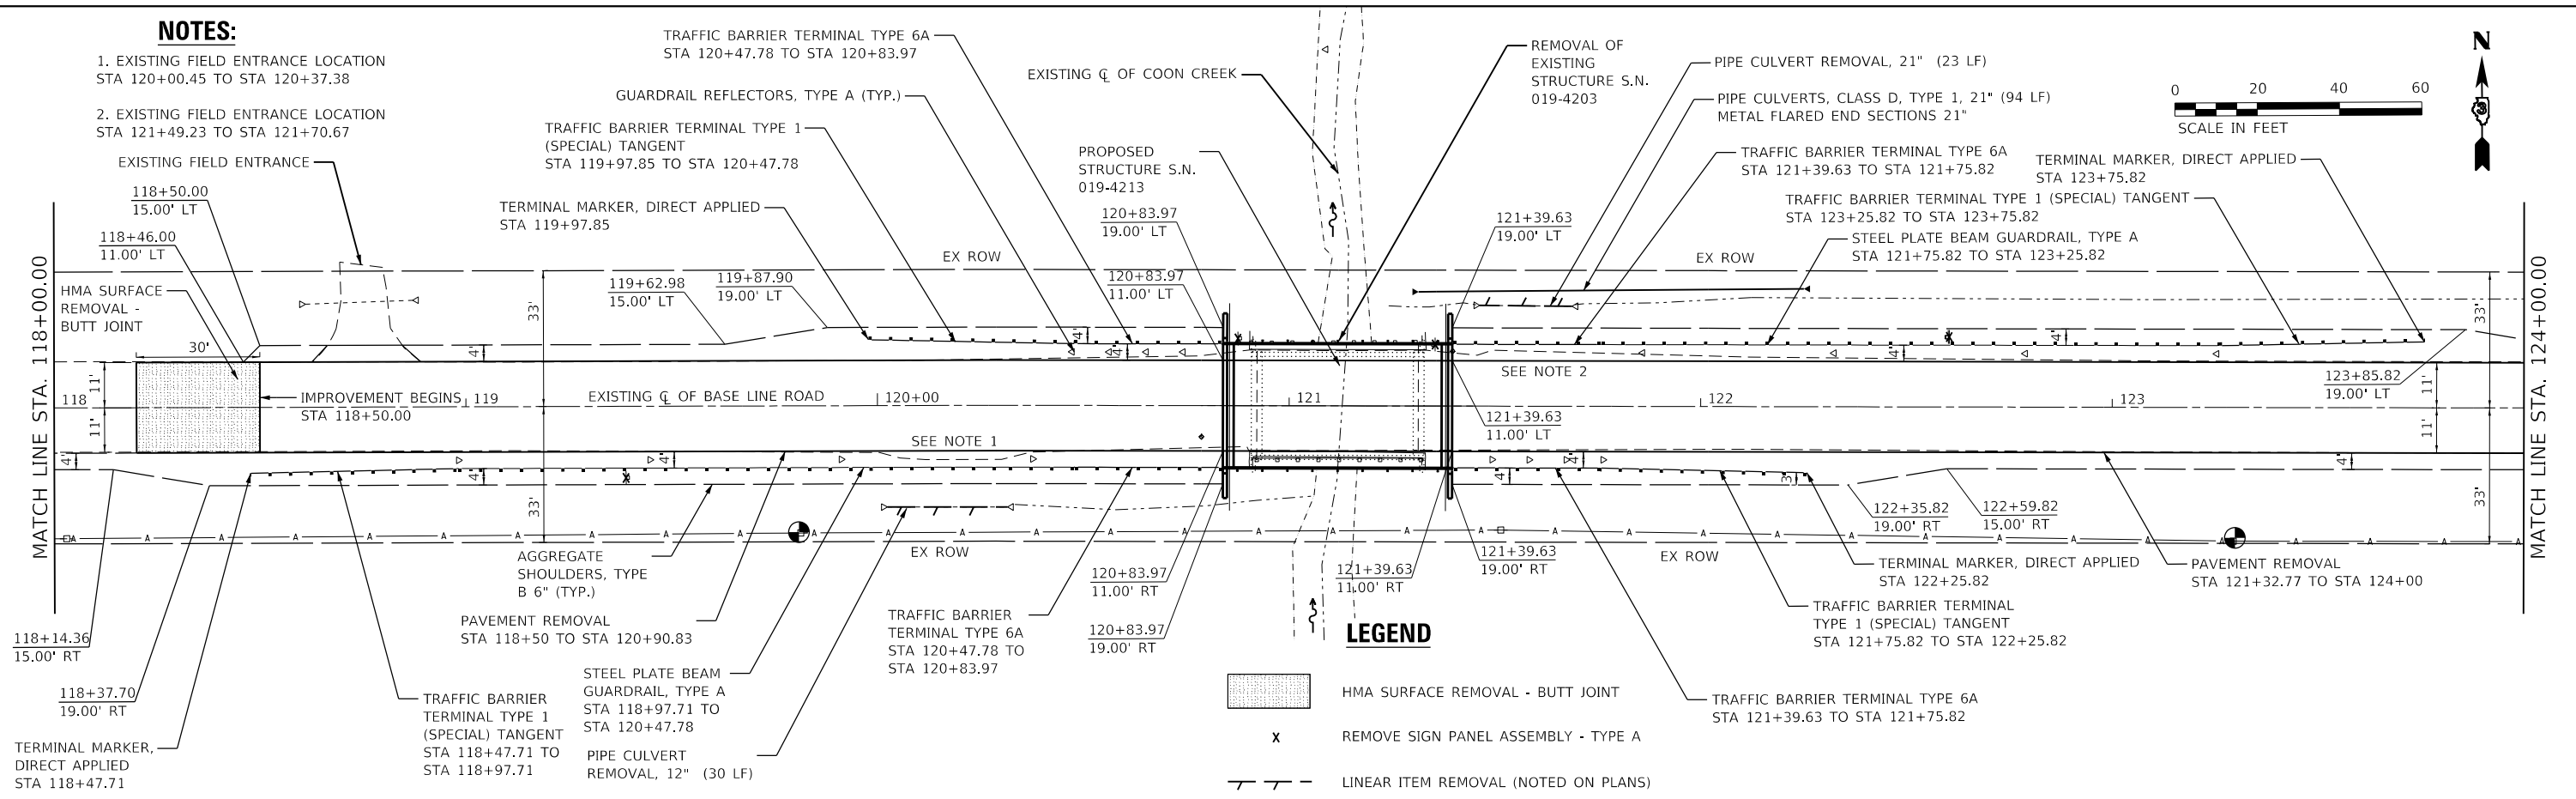 NOTES:
1. EXISTING FIELD ENTRANCE LOCATION
STA 120+00.45 TO STA 120+37.38
2. EXISTING FIELD ENTRANCE LOCATION
STA 121+49.23 TO STA 121+70.67
EXISTING FIELD ENTRANCE
118+50.00
15.00' LT
118+46.00
11.00' LT
HMA SURFACE
REMOVAL -
BUTT JOINT
MATCH LINE STA. 118+00.00
TRAFFIC BARRIER TERMINAL TYPE 6A
STA 120+47.78 TO STA 120+83.97
GUARDRAIL REFLECTORS, TYPE A (TYP.)
TRAFFIC BARRIER TERMINAL TYPE 1
(SPECIAL) TANGENT
STA 119+97.85 TO STA 120+47.78
TERMINAL MARKER, DIRECT APPLIED
STA 119+97.85
119+62.98
15.00' LT
119+87.90
19.00' LT
EX ROW
EXISTING ℄ OF COON CREEK
PROPOSED
STRUCTURE S.N.
019-4213
120+83.97
19.00' LT
120+83.97
11.00' LT
REMOVAL OF
EXISTING
STRUCTURE S.N.
019-4203
PIPE CULVERT REMOVAL, 21" (23 LF)
PIPE CULVERTS, CLASS D, TYPE 1, 21" (94 LF)
METAL FLARED END SECTIONS 21"
TRAFFIC BARRIER TERMINAL TYPE 6A
STA 121+39.63 TO STA 121+75.82
TERMINAL MARKER, DIRECT APPLIED
STA 123+75.82
TRAFFIC BARRIER TERMINAL TYPE 1 (SPECIAL) TANGENT
STA 123+25.82 TO STA 123+75.82
STEEL PLATE BEAM GUARDRAIL, TYPE A
STA 121+75.82 TO STA 123+25.82
121+39.63
19.00' LT
EX ROW
0 20 40 60
SCALE IN FEET
N
3
MATCH LINE STA. 124+00.00
33'
33'
30'
4'
4'
4'
4'
4'
11'
11'
11'
11'
118
IMPROVEMENT BEGINS
STA 118+50.00
119
EXISTING ℄ OF BASE LINE ROAD
120+00
121
122
123
SEE NOTE 1
SEE NOTE 2
121+39.63
11.00' LT
123+85.82
19.00' LT
4'
4'
4'
4'
4'
3'
4'
33'
33'
A A A A A A A A A A A A A A A A A A A A A A A A A A A A A A A A
EX ROW
EX ROW
118+14.36
15.00' RT
118+37.70
19.00' RT
TERMINAL MARKER,
DIRECT APPLIED
STA 118+47.71
TRAFFIC BARRIER
TERMINAL TYPE 1
(SPECIAL) TANGENT
STA 118+47.71 TO
STA 118+97.71
AGGREGATE
SHOULDERS, TYPE
B 6" (TYP.)
PAVEMENT REMOVAL
STA 118+50 TO STA 120+90.83
STEEL PLATE BEAM
GUARDRAIL, TYPE A
STA 118+97.71 TO
STA 120+47.78
PIPE CULVERT
REMOVAL, 12" (30 LF)
TRAFFIC BARRIER
TERMINAL TYPE 6A
STA 120+47.78 TO
STA 120+83.97
120+83.97
11.00' RT
120+83.97
19.00' RT
121+39.63
11.00' RT
121+39.63
19.00' RT
122+35.82
19.00' RT
122+59.82
15.00' RT
TERMINAL MARKER, DIRECT APPLIED
STA 122+25.82
PAVEMENT REMOVAL
STA 121+32.77 TO STA 124+00
TRAFFIC BARRIER TERMINAL
TYPE 1 (SPECIAL) TANGENT
STA 121+75.82 TO STA 122+25.82
TRAFFIC BARRIER TERMINAL TYPE 6A
STA 121+39.63 TO STA 121+75.82
LEGEND
HMA SURFACE REMOVAL - BUTT JOINT
X REMOVE SIGN PANEL ASSEMBLY - TYPE A
LINEAR ITEM REMOVAL (NOTED ON PLANS)